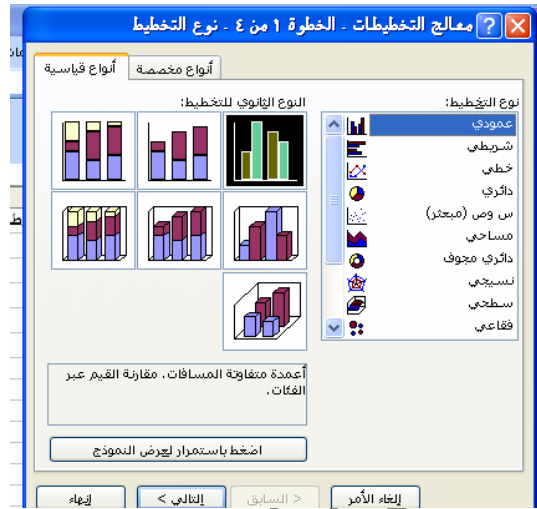 معالج التخطيطات - الخطوة ١ من ٤ - نوع التخطيط
أنواع قياسية
أنواع مخصصة
نوع التخطيط:
عمودي
شريطي
خطي
دائري
س وص (مبعثر)
مساحي
دائري مجوف
نسيجي
سطحي
فقاعي
النوع الثانوي للتخطيط:
أعمدة متفاوتة المسافات. مقارنة القيم عبر
الفئات.
اضغط باستمرار لعرض النموذج
إلغاء الأمر
< السابق
التالي >
إنهاء